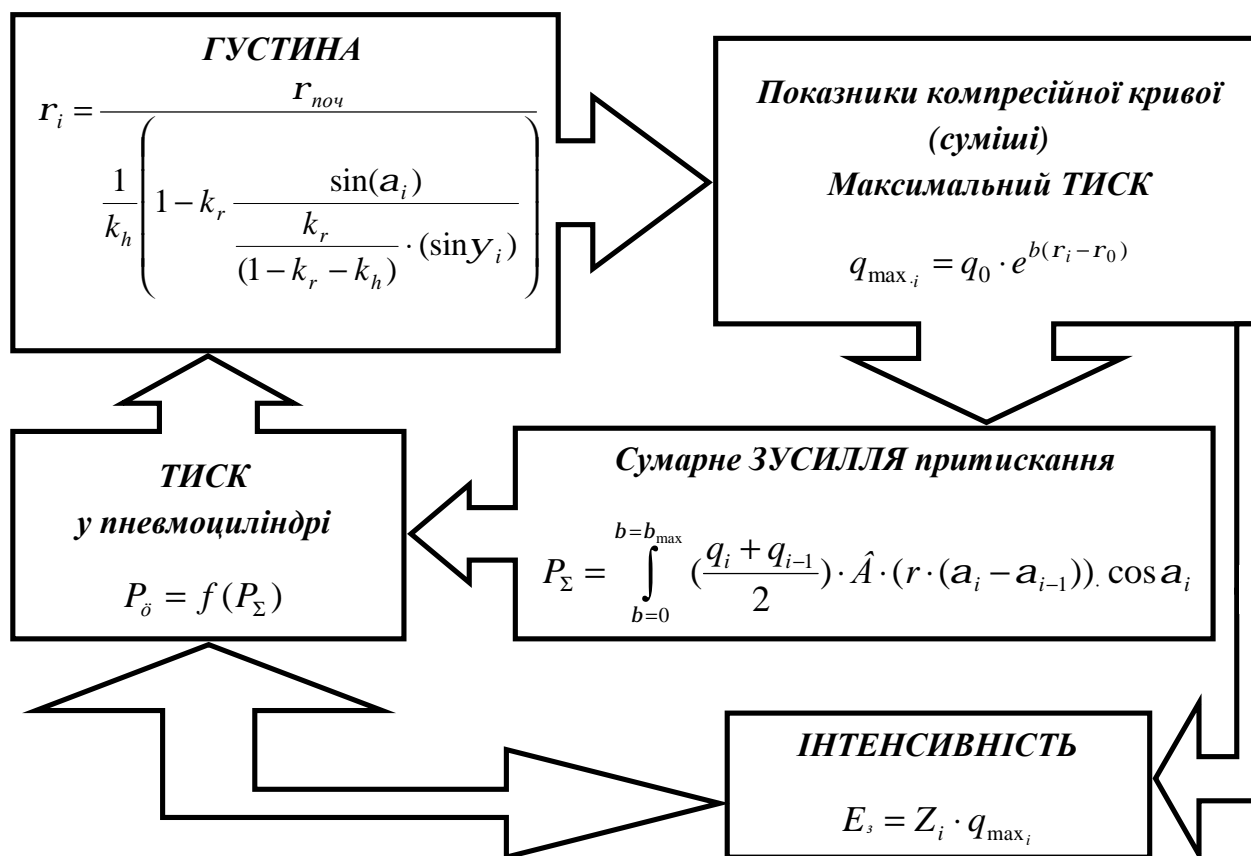 ГУСТИНА
r_i = r_поч / (1/k_h (1 − k_r sin(a_i) / (k_r/(1 − k_r − k_h) · (sin y_i))))
Показники компресійної кривої
(суміші)
Максимальний ТИСК
q_max.i = q_0 · e^b(r_i − r_0)
ТИСК
у пневмоциліндрі
P_ö = f(P_Σ)
Сумарне ЗУСИЛЛЯ притискання
P_Σ = ∫_{b=0}^{b=b_max} ((q_i + q_{i−1})/2) · Â · (r · (a_i − a_{i−1})). cos a_i
ІНТЕНСИВНІСТЬ
E_з = Z_i · q_max_i